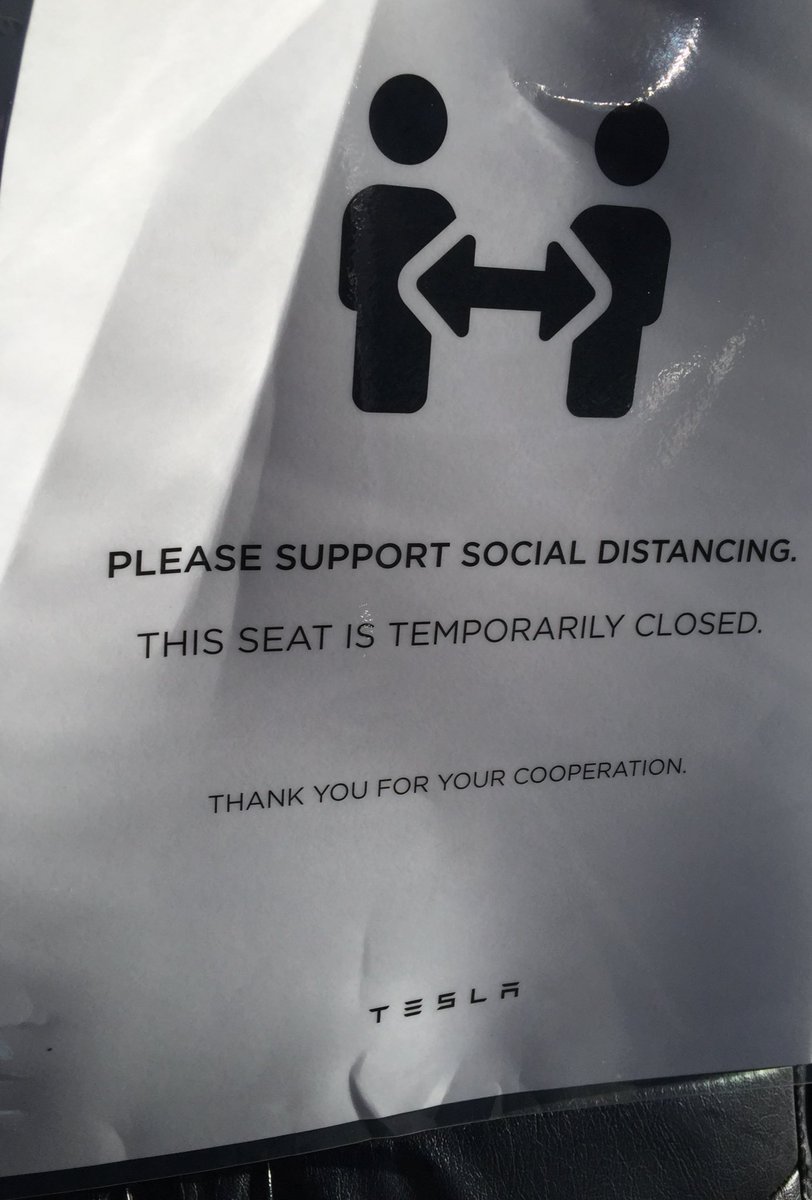 PLEASE SUPPORT SOCIAL DISTANCING.
THIS SEAT IS TEMPORARILY CLOSED.
THANK YOU FOR YOUR COOPERATION.
TESLA